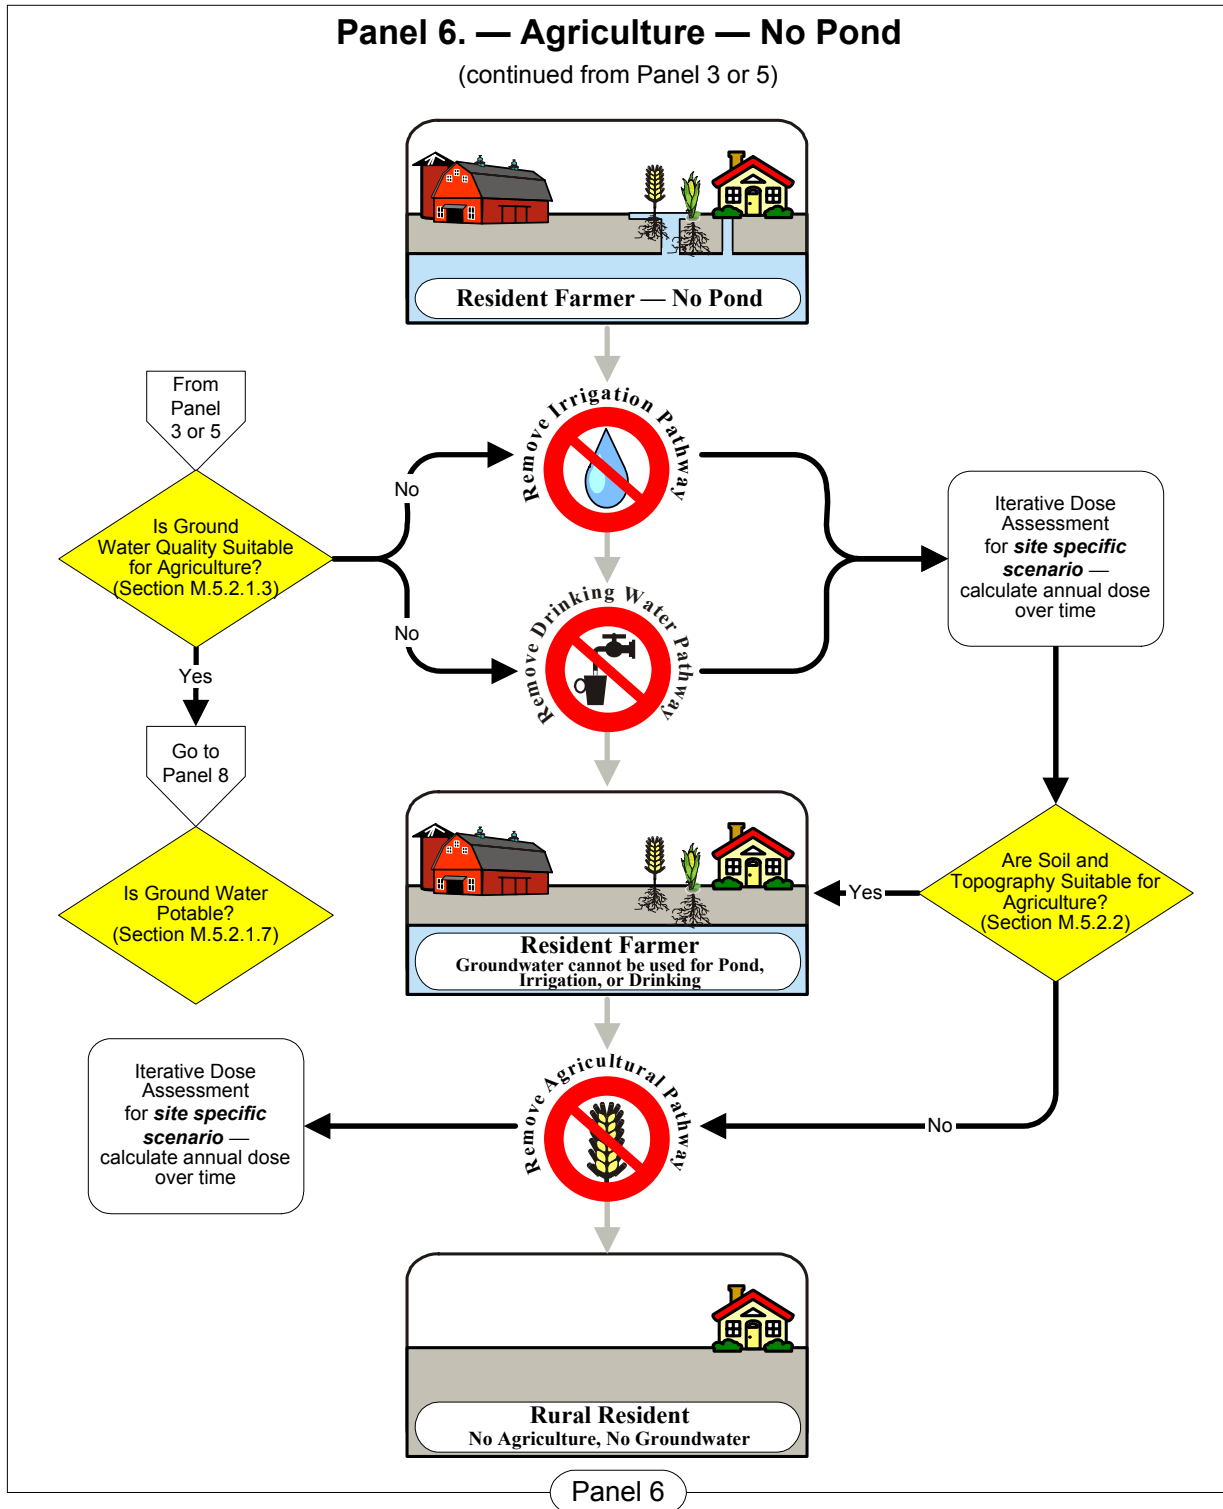 Panel 6. — Agriculture — No Pond
(continued from Panel 3 or 5)
Resident Farmer — No Pond
From
Panel
3 or 5
Remove Irrigation Pathway
No
Is Ground
Water Quality Suitable
for Agriculture?
(Section M.5.2.1.3)
Iterative Dose
Assessment
for site specific
scenario —
calculate annual dose
over time
No
Remove Drinking Water Pathway
Yes
Go to
Panel 8
Is Ground Water
Potable?
(Section M.5.2.1.7)
Yes
Are Soil and
Topography Suitable for
Agriculture?
(Section M.5.2.2)
Resident Farmer
Groundwater cannot be used for Pond,
Irrigation, or Drinking
Iterative Dose
Assessment
for site specific
scenario —
calculate annual dose
over time
Remove Agricultural Pathway
No
Rural Resident
No Agriculture, No Groundwater
Panel 6